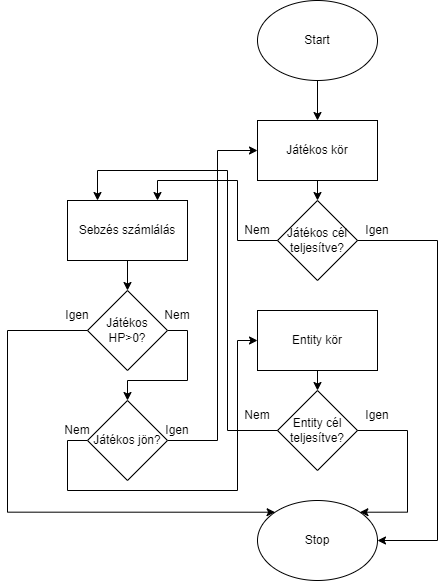 Start
Játékos kör
Sebzés számlálás
Nem
Játékos cél
teljesítve?
Igen
Igen
Játékos
HP>0?
Nem
Entity kör
Nem
Játékos jön?
Igen
Nem
Entity cél
teljesítve?
Igen
Stop